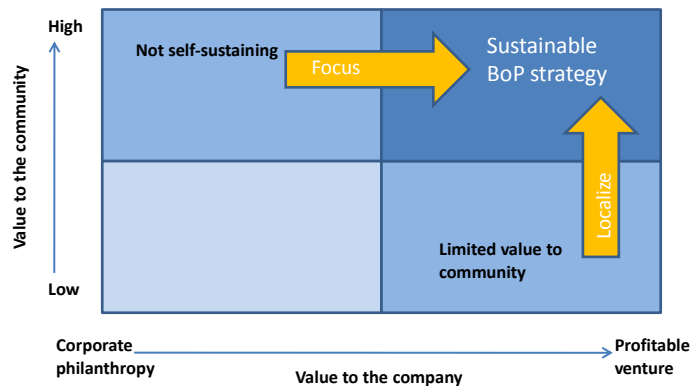 High
Not self-sustaining
Focus
Sustainable
BoP strategy
Value to the community
Localize
Limited value to
community
Low
Corporate
philanthropy
Value to the company
Profitable
venture